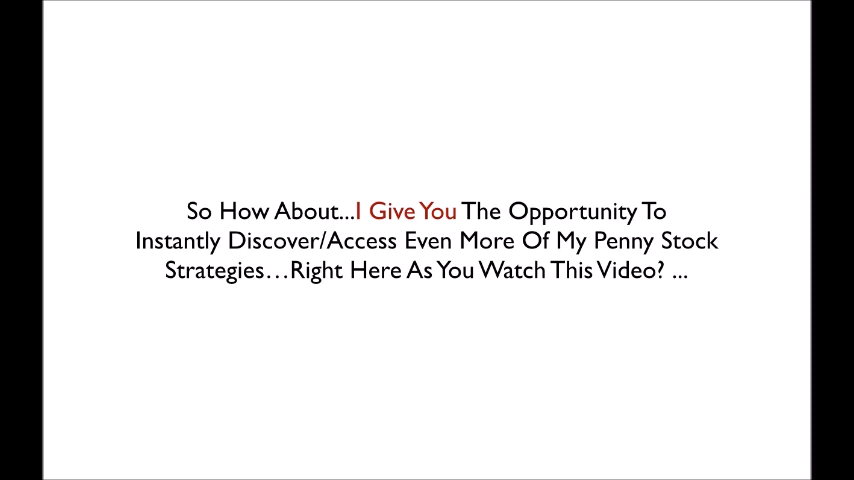 So How About...I Give You The Opportunity To
Instantly Discover/Access Even More Of My Penny Stock
Strategies…Right Here As You Watch This Video? ...